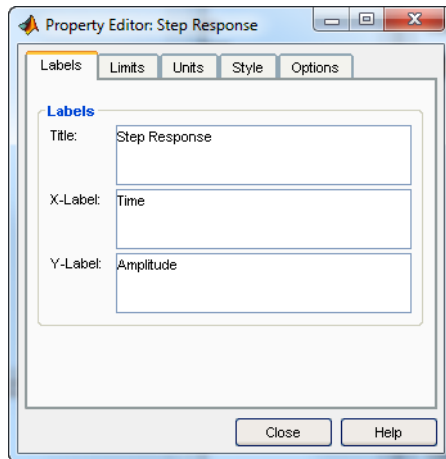 Property Editor: Step Response
Labels Limits Units Style Options
Labels
Title: Step Response
X-Label: Time
Y-Label: Amplitude
Close Help